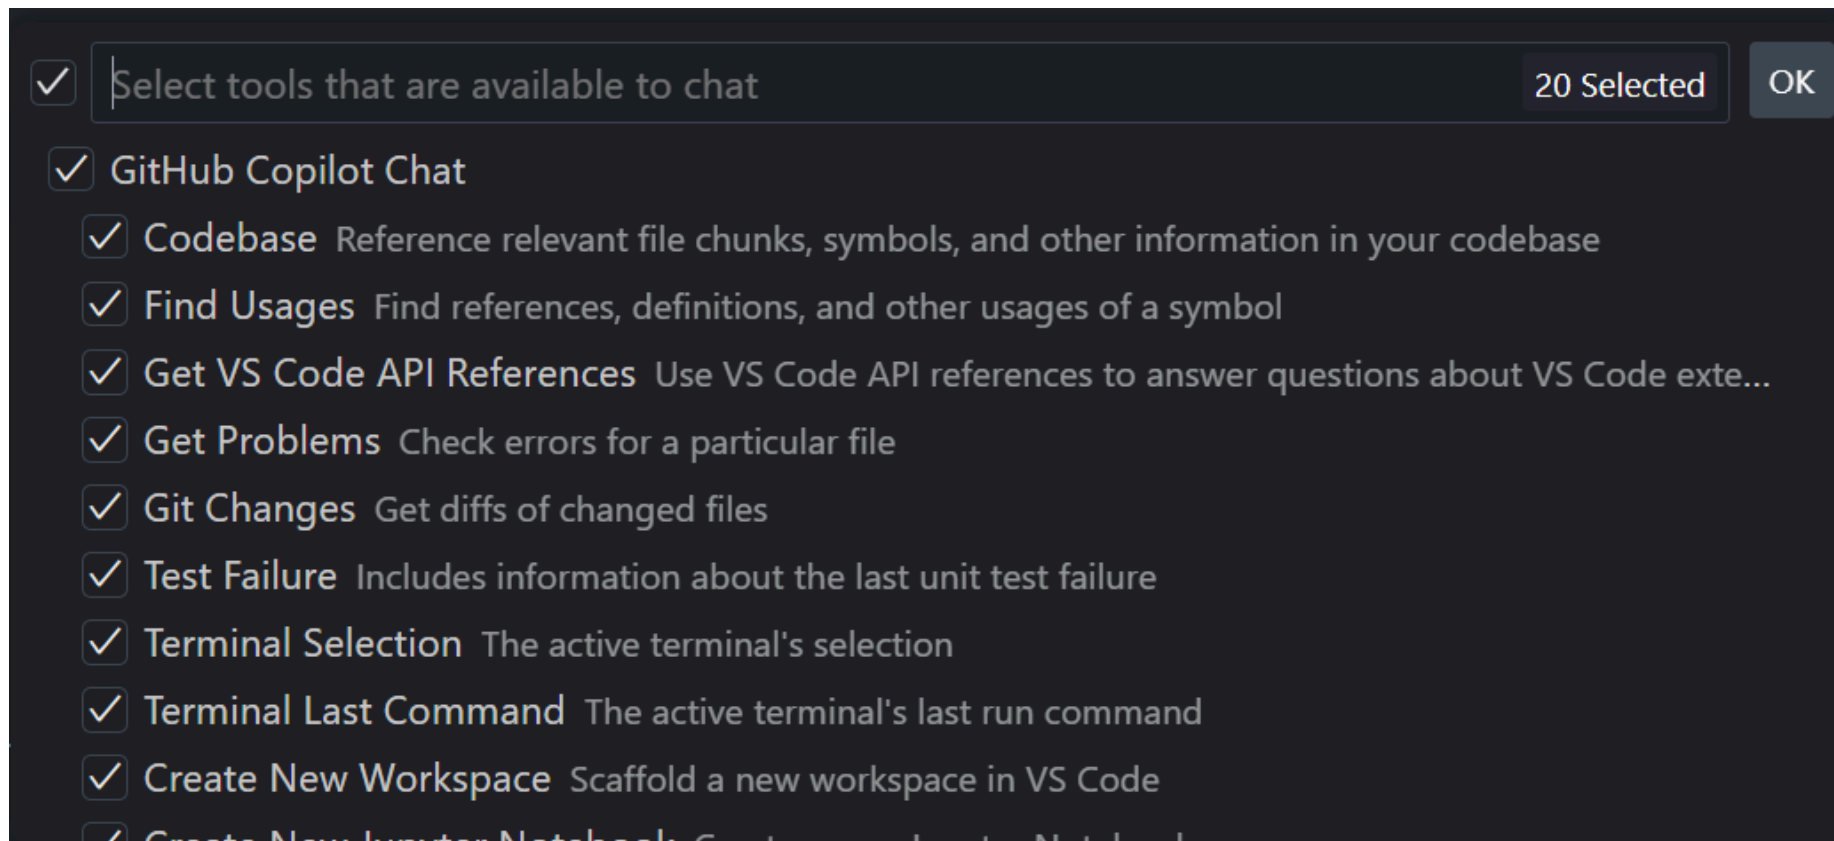 Select tools that are available to chat 20 Selected OK
GitHub Copilot Chat
Codebase Reference relevant file chunks, symbols, and other information in your codebase
Find Usages Find references, definitions, and other usages of a symbol
Get VS Code API References Use VS Code API references to answer questions about VS Code exte...
Get Problems Check errors for a particular file
Git Changes Get diffs of changed files
Test Failure Includes information about the last unit test failure
Terminal Selection The active terminal's selection
Terminal Last Command The active terminal's last run command
Create New Workspace Scaffold a new workspace in VS Code
Create New Jupyter Notebook